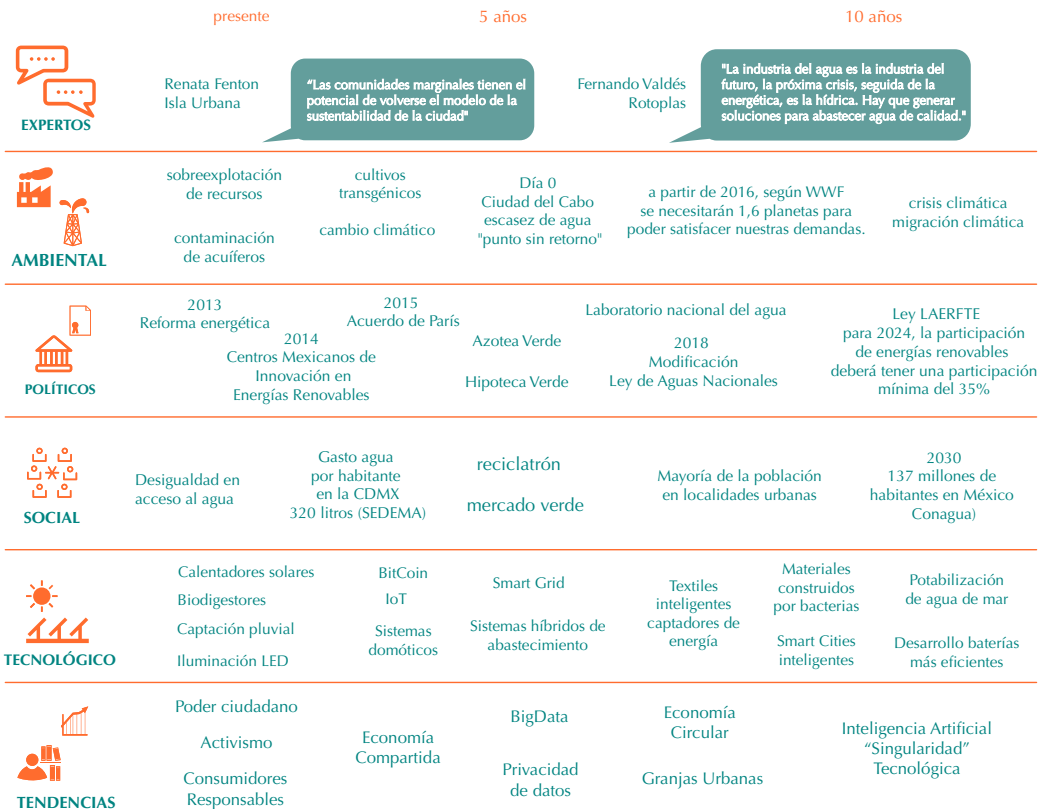 presente
5 años
10 años
EXPERTOS
Renata Fenton
Isla Urbana
“Las comunidades marginales tienen el
potencial de volverse el modelo de la
sustentabilidad de la ciudad"
Fernando Valdés
Rotoplas
"La industria del agua es la industria del
futuro, la próxima crisis, seguida de la
energética, es la hídrica. Hay que generar
soluciones para abastecer agua de calidad."
AMBIENTAL
sobreexplotación
de recursos
contaminación
de acuíferos
cultivos
transgénicos
cambio climático
Día 0
Ciudad del Cabo
escasez de agua
"punto sin retorno"
a partir de 2016, según WWF
se necesitarán 1,6 planetas para
poder satisfacer nuestras demandas.
crisis climática
migración climática
POLÍTICOS
2013
Reforma energética
2014
Centros Mexicanos de
Innovación en
Energías Renovables
2015
Acuerdo de París
Azotea Verde
Hipoteca Verde
Laboratorio nacional del agua
2018
Modificación
Ley de Aguas Nacionales
Ley LAERFTE
para 2024, la participación
de energías renovables
deberá tener una participación
mínima del 35%
SOCIAL
Desigualdad en
acceso al agua
Gasto agua
por habitante
en la CDMX
320 litros (SEDEMA)
reciclatrón
mercado verde
Mayoría de la población
en localidades urbanas
2030
137 millones de
habitantes en México
Conagua)
TECNOLÓGICO
Calentadores solares
Biodigestores
Captación pluvial
Iluminación LED
BitCoin
IoT
Sistemas
domóticos
Smart Grid
Sistemas híbridos de
abastecimiento
Textiles
inteligentes
captadores de
energía
Materiales
construidos
por bacterias
Smart Cities
inteligentes
Potabilización
de agua de mar
Desarrollo baterías
más eficientes
TENDENCIAS
Poder ciudadano
Activismo
Consumidores
Responsables
Economía
Compartida
BigData
Privacidad
de datos
Economía
Circular
Granjas Urbanas
Inteligencia Artificial
“Singularidad”
Tecnológica